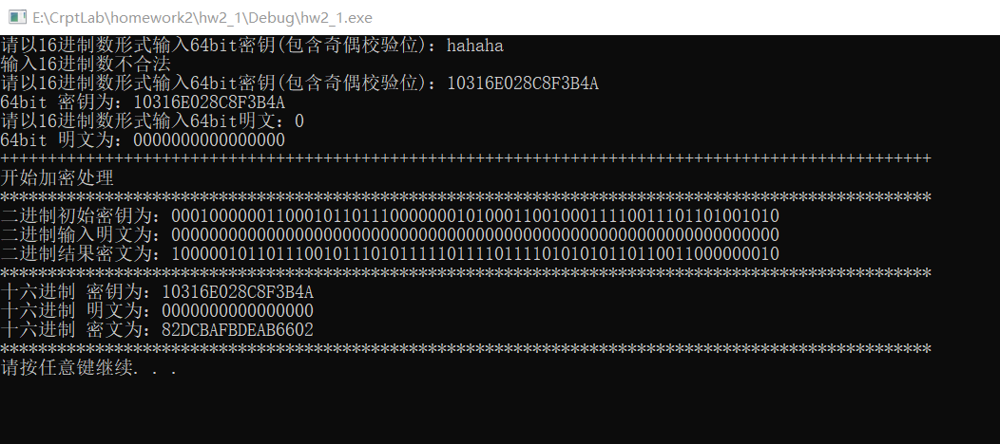 E:\CrptLab\homework2\hw2_1\Debug\hw2_1.exe
请以16进制数形式输入64bit密钥(包含奇偶校验位)：hahaha
输入16进制数不合法
请以16进制数形式输入64bit密钥(包含奇偶校验位)：10316E028C8F3B4A
64bit 密钥为：10316E028C8F3B4A
请以16进制数形式输入64bit明文：0
64bit 明文为：0000000000000000
++++++++++++++++++++++++++++++++++++++++++++++++++++++++++++++++++++++++++++++++++++++++++++++++++
开始加密处理
**************************************************************************************************
二进制初始密钥为：0001000000110001011011100000001010001100100011110011101101001010
二进制输入明文为：0000000000000000000000000000000000000000000000000000000000000000
二进制结果密文为：1000001011011100101110101111101111011110101010110110011000000010
**************************************************************************************************
十六进制 密钥为：10316E028C8F3B4A
十六进制 明文为：0000000000000000
十六进制 密文为：82DCBAFBDEAB6602
**************************************************************************************************
请按任意键继续. . .